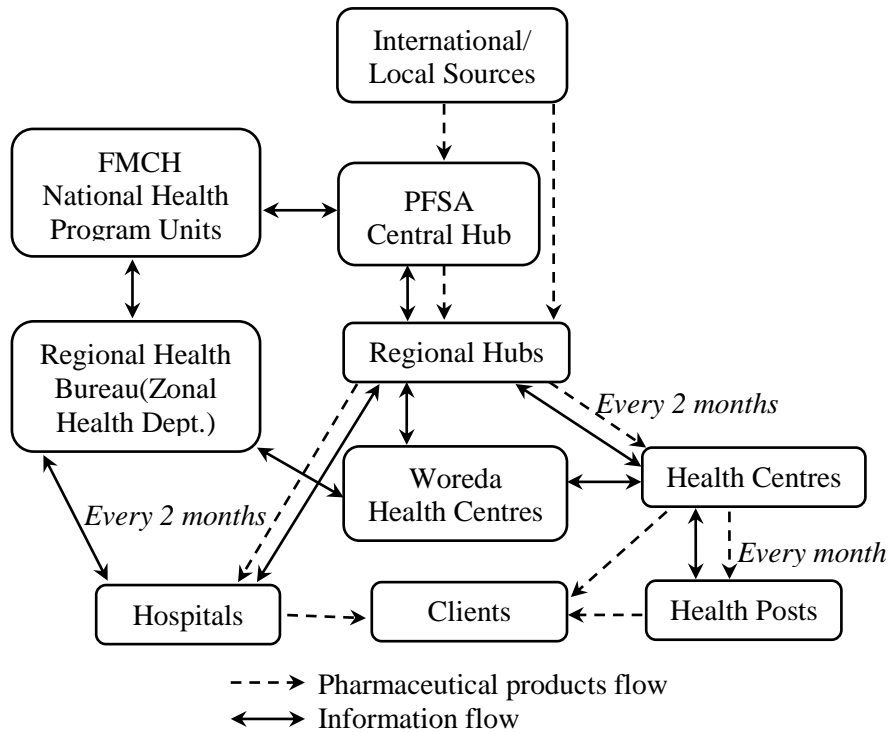 International/
Local Sources
FMCH
National Health
Program Units
PFSA
Central Hub
Regional Health
Bureau(Zonal
Health Dept.)
Regional Hubs
Every 2 months
Woreda
Health Centres
Health Centres
Every 2 months
Every month
Hospitals
Clients
Health Posts
Pharmaceutical products flow
Information flow